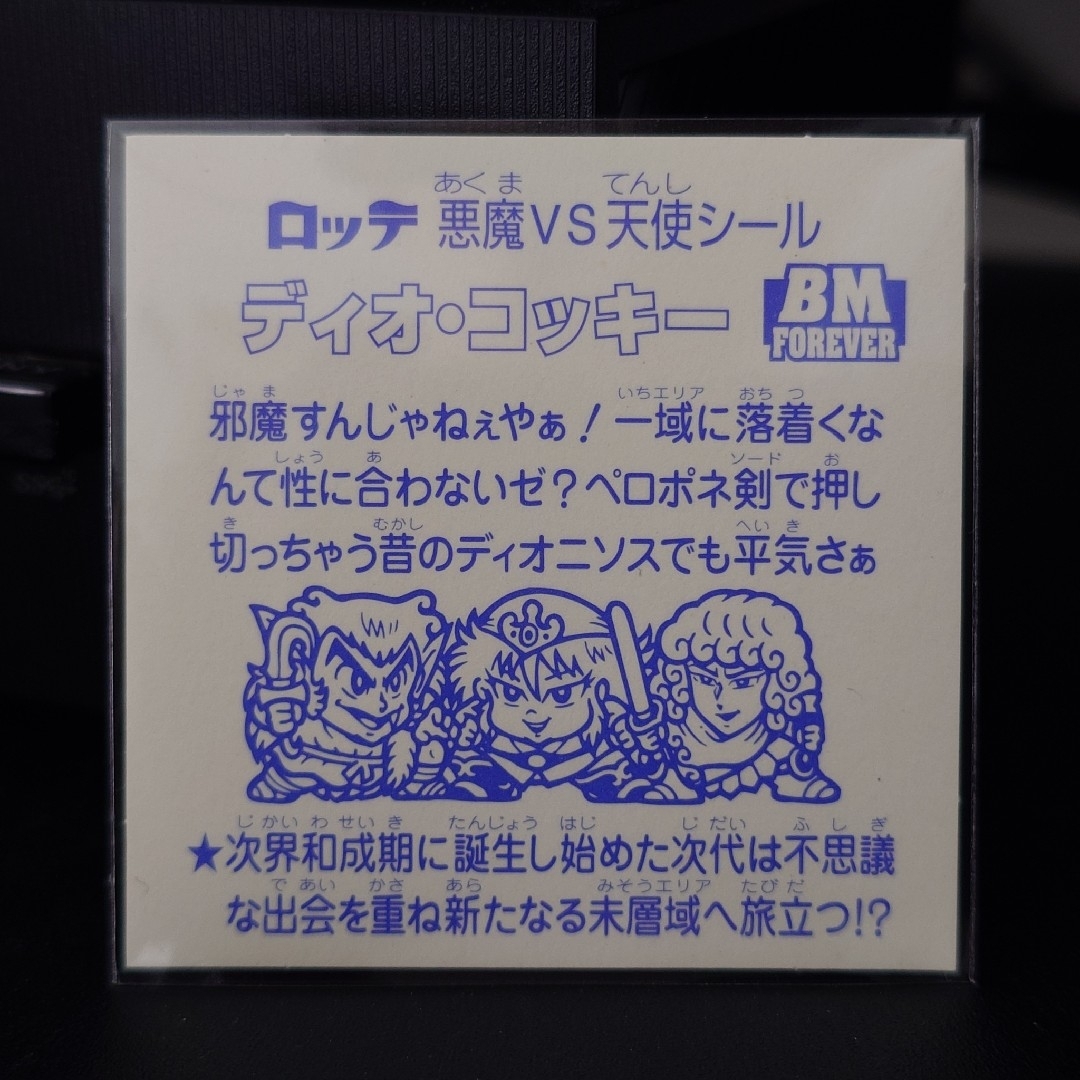 あくま てんし
ロッテ 悪魔VS天使シール
ディオ・コッキー
BM
FOREVER
じゃま いちエリア おちつ
邪魔すんじゃねぇやぁ！一域に落着くな
しょう あ ソード お
んて性に合わないゼ？ペロポネ剣で押し
き むかし へいき
切っちゃう昔のディオニソスでも平気さぁ
じかいわせいき たんじょう はじ じだい ふしぎ
★次界和成期に誕生し始めた次代は不思議
であい かさ あら みそうエリア たびだ
な出会を重ね新たなる末層域へ旅立つ!?